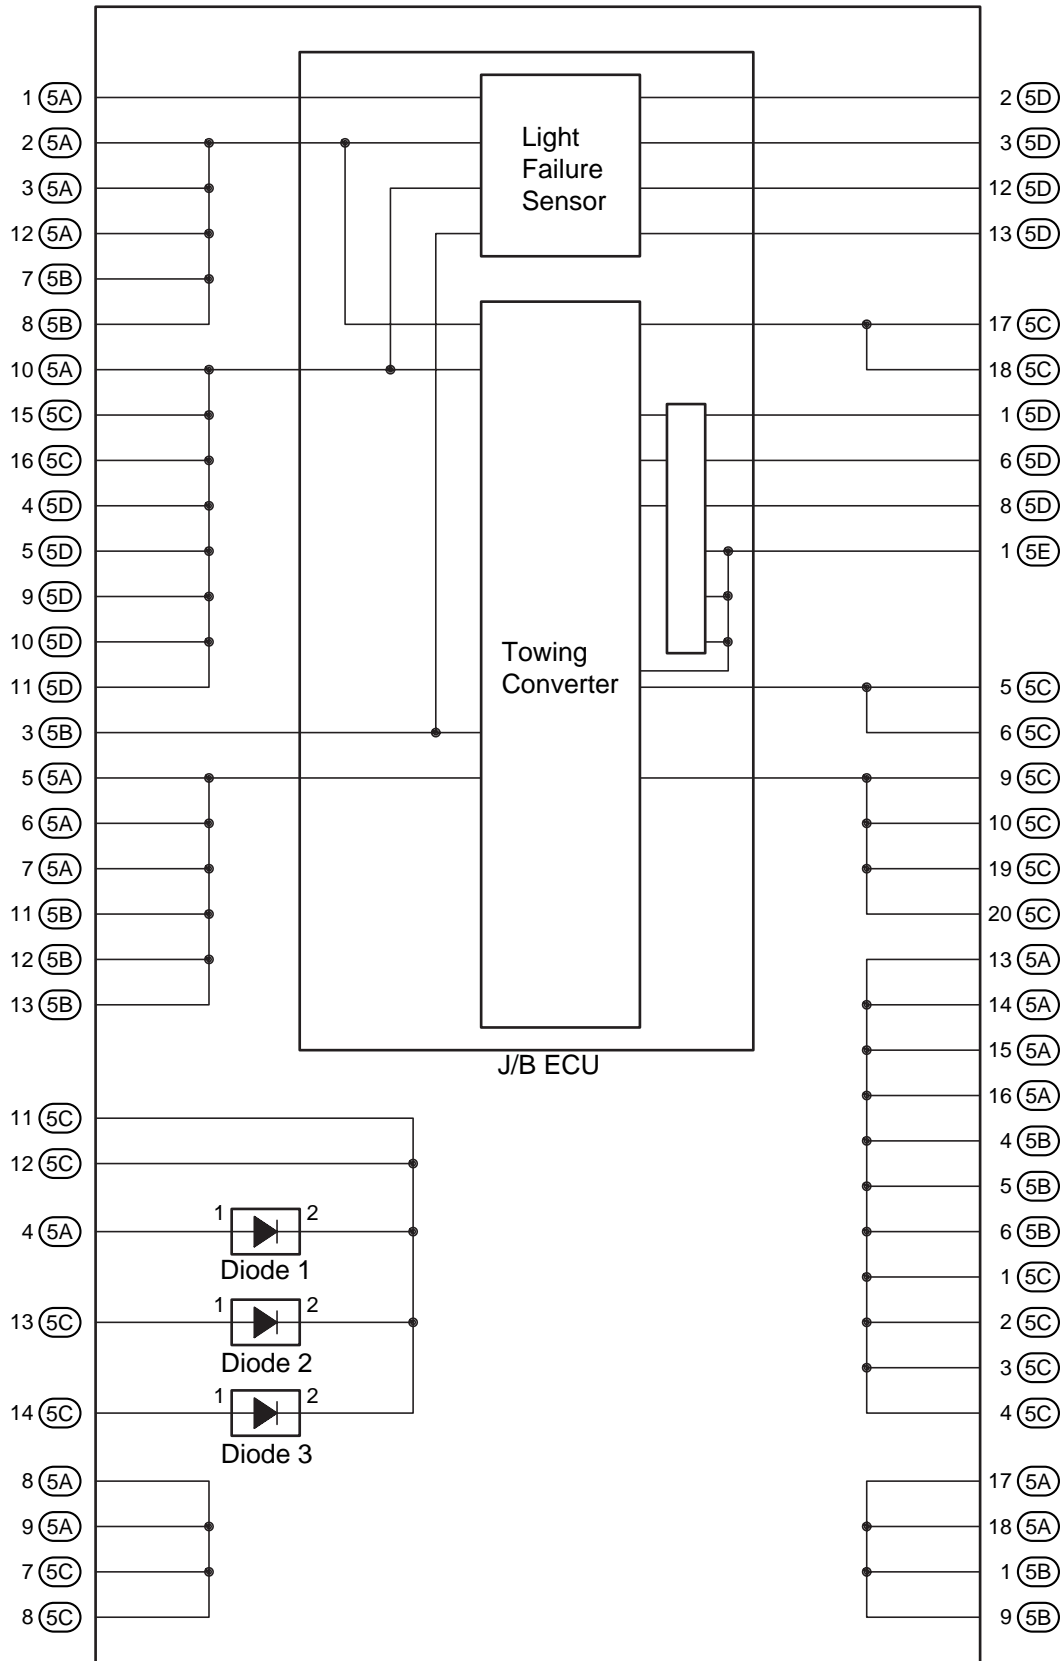 1 5A
2 5A
3 5A
12 5A
7 5B
8 5B
10 5A
15 5C
16 5C
4 5D
5 5D
9 5D
10 5D
11 5D
3 5B
5 5A
6 5A
7 5A
11 5B
12 5B
13 5B
11 5C
12 5C
4 5A
13 5C
14 5C
8 5A
9 5A
7 5C
8 5C
Light
Failure
Sensor
Towing
Converter
J/B ECU
1 2
Diode 1
1 2
Diode 2
1 2
Diode 3
2 5D
3 5D
12 5D
13 5D
17 5C
18 5C
1 5D
6 5D
8 5D
1 5E
5 5C
6 5C
9 5C
10 5C
19 5C
20 5C
13 5A
14 5A
15 5A
16 5A
4 5B
5 5B
6 5B
1 5C
2 5C
3 5C
4 5C
17 5A
18 5A
1 5B
9 5B